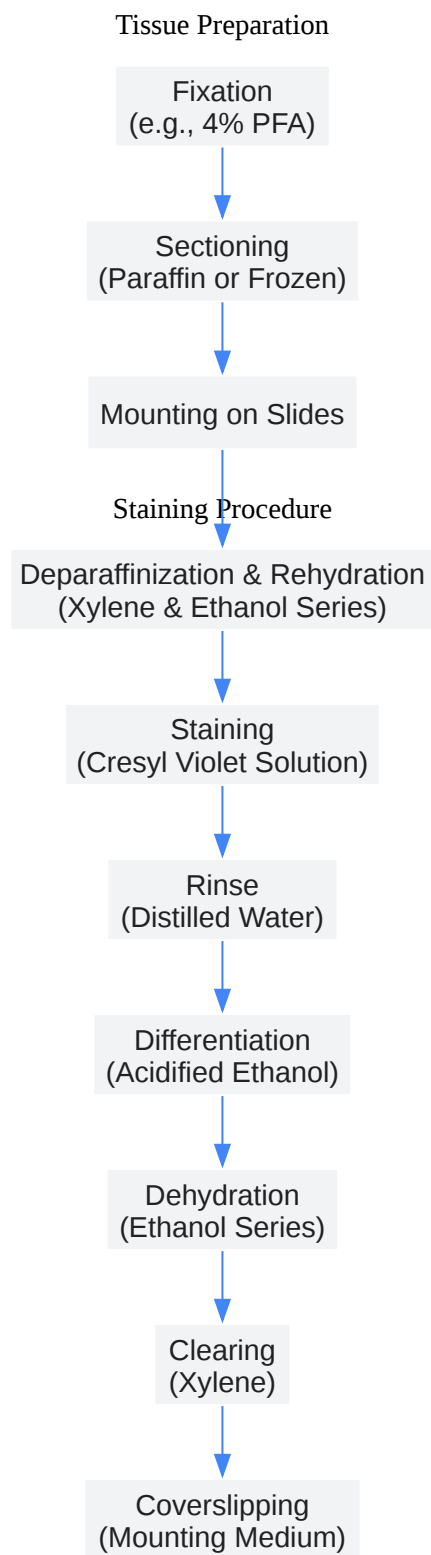 Tissue Preparation
Fixation
(e.g., 4% PFA)
Sectioning
(Paraffin or Frozen)
Mounting on Slides
Staining Procedure
Deparaffinization & Rehydration
(Xylene & Ethanol Series)
Staining
(Cresyl Violet Solution)
Rinse
(Distilled Water)
Differentiation
(Acidified Ethanol)
Dehydration
(Ethanol Series)
Clearing
(Xylene)
Coverslipping
(Mounting Medium)